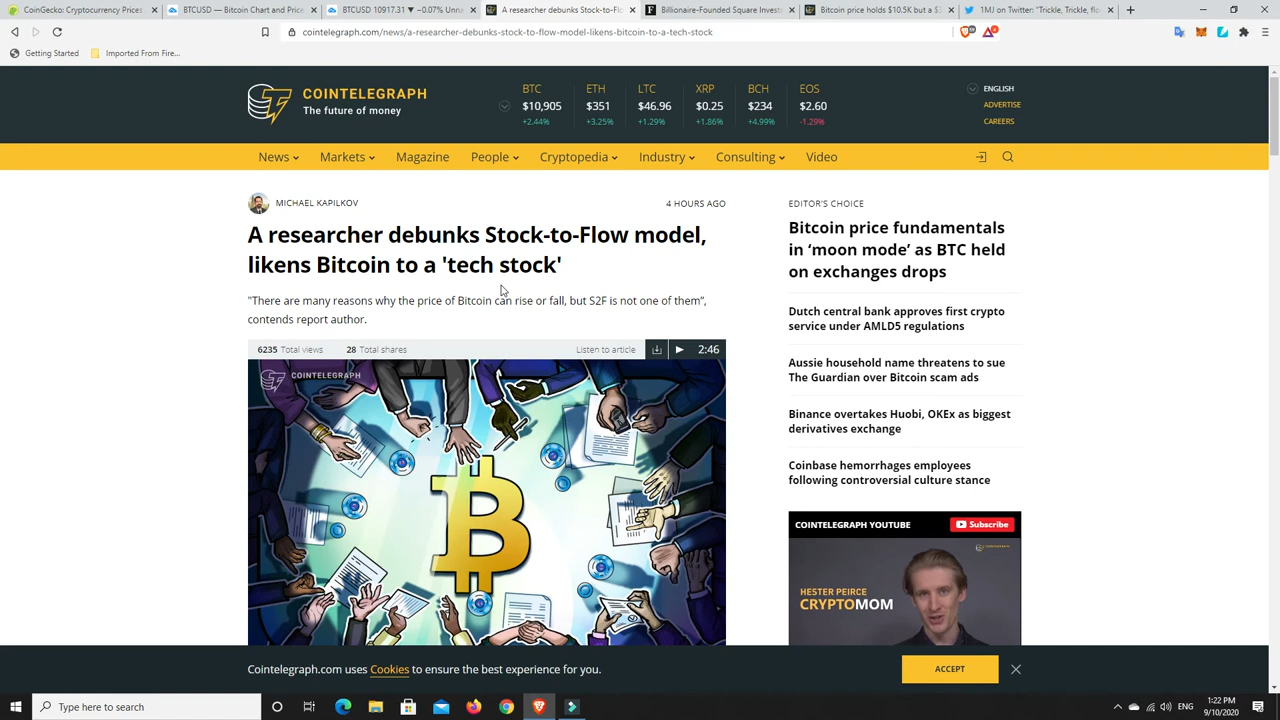 CoinGecko: Cryptocurrency Prices
BTCUSD — Bitcoin Chart and Price
BTCUSD 10917.31 ▼ −0.07% Unna
A researcher debunks Stock-to-Flo
Billionaire-Founded Square Invest
Bitcoin price holds $10.5K but a $
1MJ on Twitter: "Trickle, Trickle, flo
cointelegraph.com/news/a-researcher-debunks-stock-to-flow-model-likens-bitcoin-to-a-tech-stock
Getting Started
Imported From Fire...
COINTELEGRAPH
The future of money
BTC ETH LTC XRP BCH EOS
$10,905 $351 $46.96 $0.25 $234 $2.60
+2.44% +3.25% +1.29% +1.86% +4.99% -1.29%
ENGLISH
ADVERTISE
CAREERS
News Markets Magazine People Cryptopedia Industry Consulting Video
MICHAEL KAPILKOV
4 HOURS AGO
A researcher debunks Stock-to-Flow model,
likens Bitcoin to a 'tech stock'
"There are many reasons why the price of Bitcoin can rise or fall, but S2F is not one of them”,
contends report author.
6235 Total views 28 Total shares Listen to article 2:46
COINTELEGRAPH
EDITOR'S CHOICE
Bitcoin price fundamentals
in ‘moon mode’ as BTC held
on exchanges drops
Dutch central bank approves first crypto
service under AMLD5 regulations
Aussie household name threatens to sue
The Guardian over Bitcoin scam ads
Binance overtakes Huobi, OKEx as biggest
derivatives exchange
Coinbase hemorrhages employees
following controversial culture stance
COINTELEGRAPH YOUTUBE
Subscribe
HESTER PEIRCE
CRYPTOMOM
Cointelegraph.com uses Cookies to ensure the best experience for you.
ACCEPT
Type here to search
ENG
1:22 PM
9/10/2020